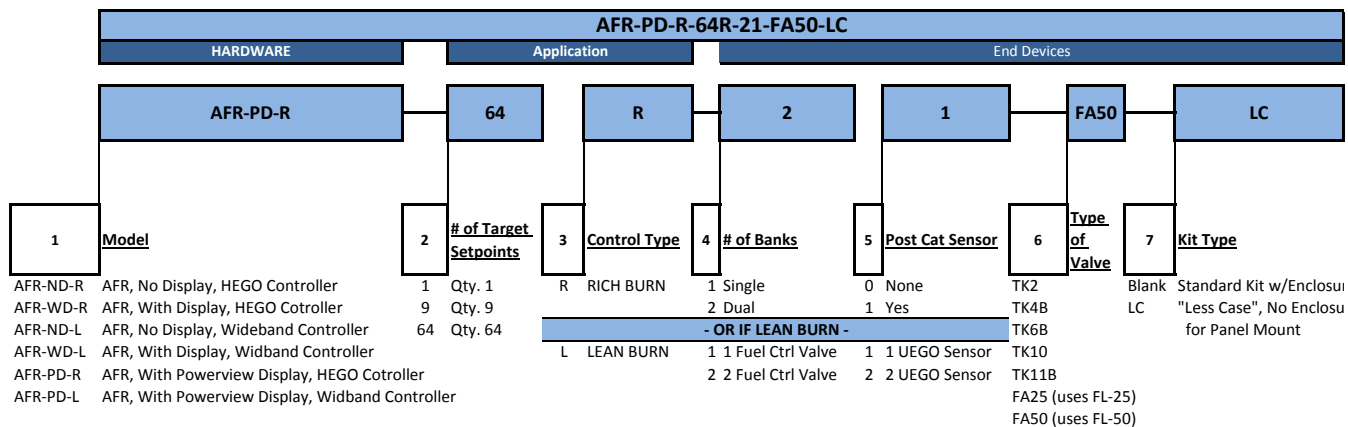 AFR-PD-R-64R-21-FA50-LC
HARDWARE Application End Devices
AFR-PD-R 64 R 2 1 FA50 LC
1 Model 2 # of Target Setpoints 3 Control Type 4 # of Banks 5 Post Cat Sensor 6 Type of Valve 7 Kit Type
AFR-ND-R AFR, No Display, HEGO Cotroller 1 Qty. 1 R RICH BURN 1 Single 0 None TK2 Blank Standard Kit w/Enclosur
AFR-WD-R AFR, With Display, HEGO Cotroller 9 Qty. 9 2 Dual 1 Yes TK4B LC "Less Case", No Enclosu
AFR-ND-L AFR, No Display, Wideband Controller 64 Qty. 64 - OR IF LEAN BURN - TK6B for Panel Mount
AFR-WD-L AFR, With Display, Widband Controller L LEAN BURN 1 1 Fuel Ctrl Valve 1 1 UEGO Sensor TK10
AFR-PD-R AFR, With Powerview Display, HEGO Cotroller 2 2 Fuel Ctrl Valve 2 2 UEGO Sensor TK11B
AFR-PD-L AFR, With Powerview Display, Widband Controller FA25 (uses FL-25)
FA50 (uses FL-50)